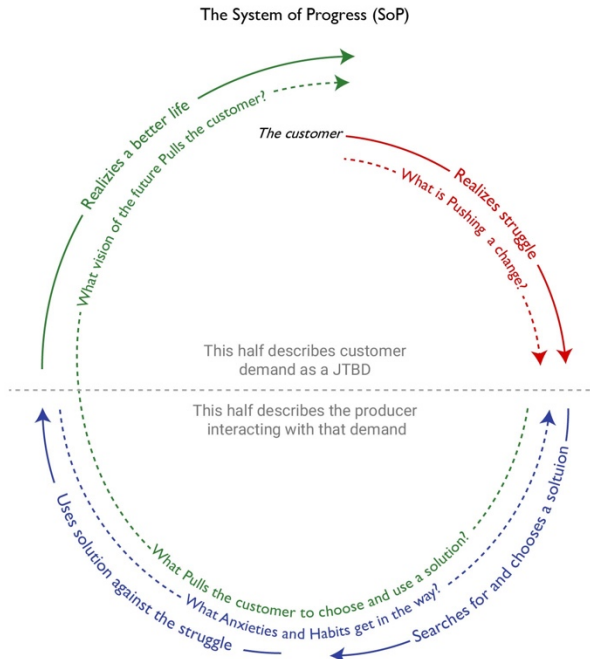 The System of Progress (SoP)
The customer
Realizes struggle
What is Pushing a change?
This half describes customer
demand as a JTBD
This half describes the producer
interacting with that demand
Searches for and chooses a soltuion
What Anxieties and Habits get in the way?
What Pulls the customer to choose and use a solution?
Uses solution against the struggle
Realizies a better life
What vision of the future Pulls the customer?